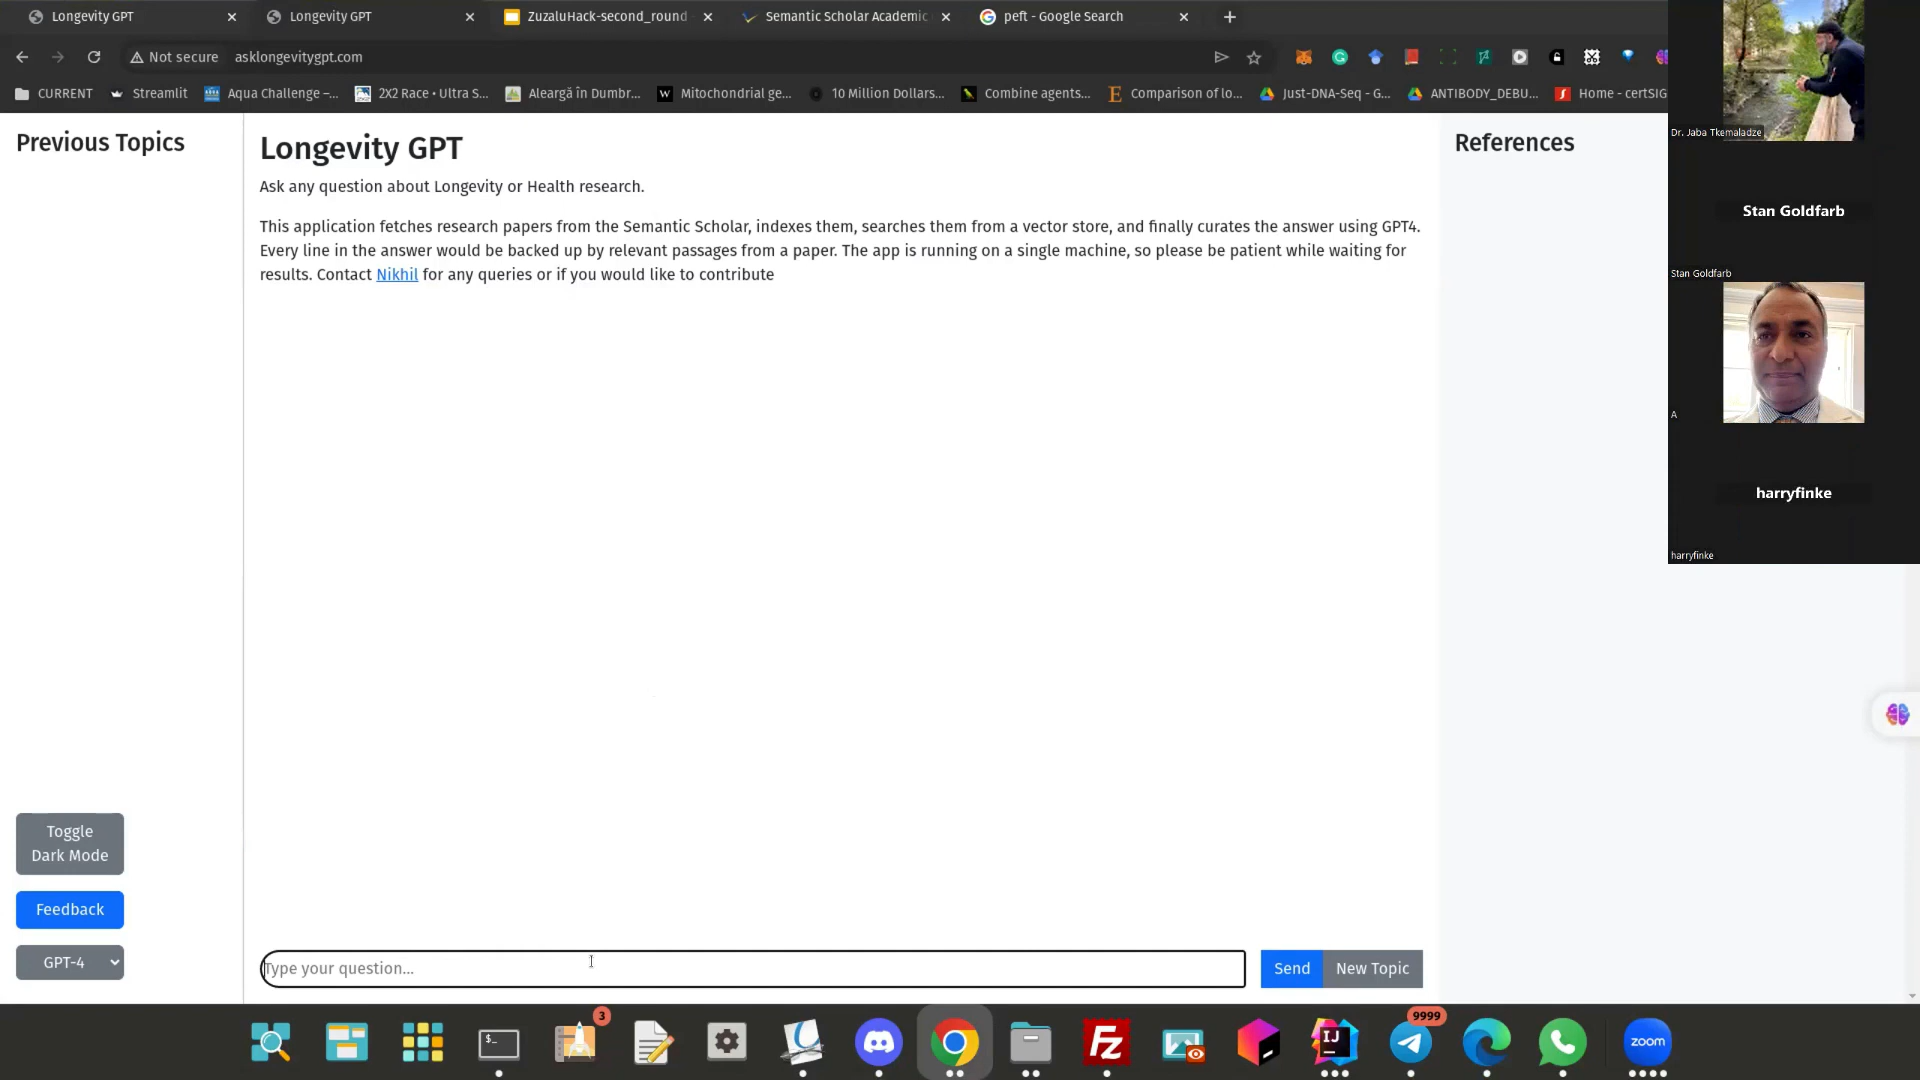 Longevity GPT
Longevity GPT
ZuzaluHack-second_round
Semantic Scholar Academic
peft - Google Search
Not secure
asklongevitygpt.com
CURRENT
Streamlit
Aqua Challenge –...
2X2 Race • Ultra S...
Aleargă în Dumbr...
Mitochondrial ge...
10 Million Dollars...
Combine agents...
Comparison of lo...
Just-DNA-Seq - G...
ANTIBODY_DEBU...
Home - certSIG
Previous Topics
Longevity GPT
Ask any question about Longevity or Health research.
This application fetches research papers from the Semantic Scholar, indexes them, searches them from a vector store, and finally curates the answer using GPT4.
Every line in the answer would be backed up by relevant passages from a paper. The app is running on a single machine, so please be patient while waiting for
results. Contact Nikhil for any queries or if you would like to contribute
References
Dr. Jaba Tkemaladze
Stan Goldfarb
Stan Goldfarb
A
harryfinke
harryfinke
Toggle
Dark Mode
Feedback
GPT-4
Type your question...
Send
New Topic
3
$_
Fz
IJ
9999
zoom